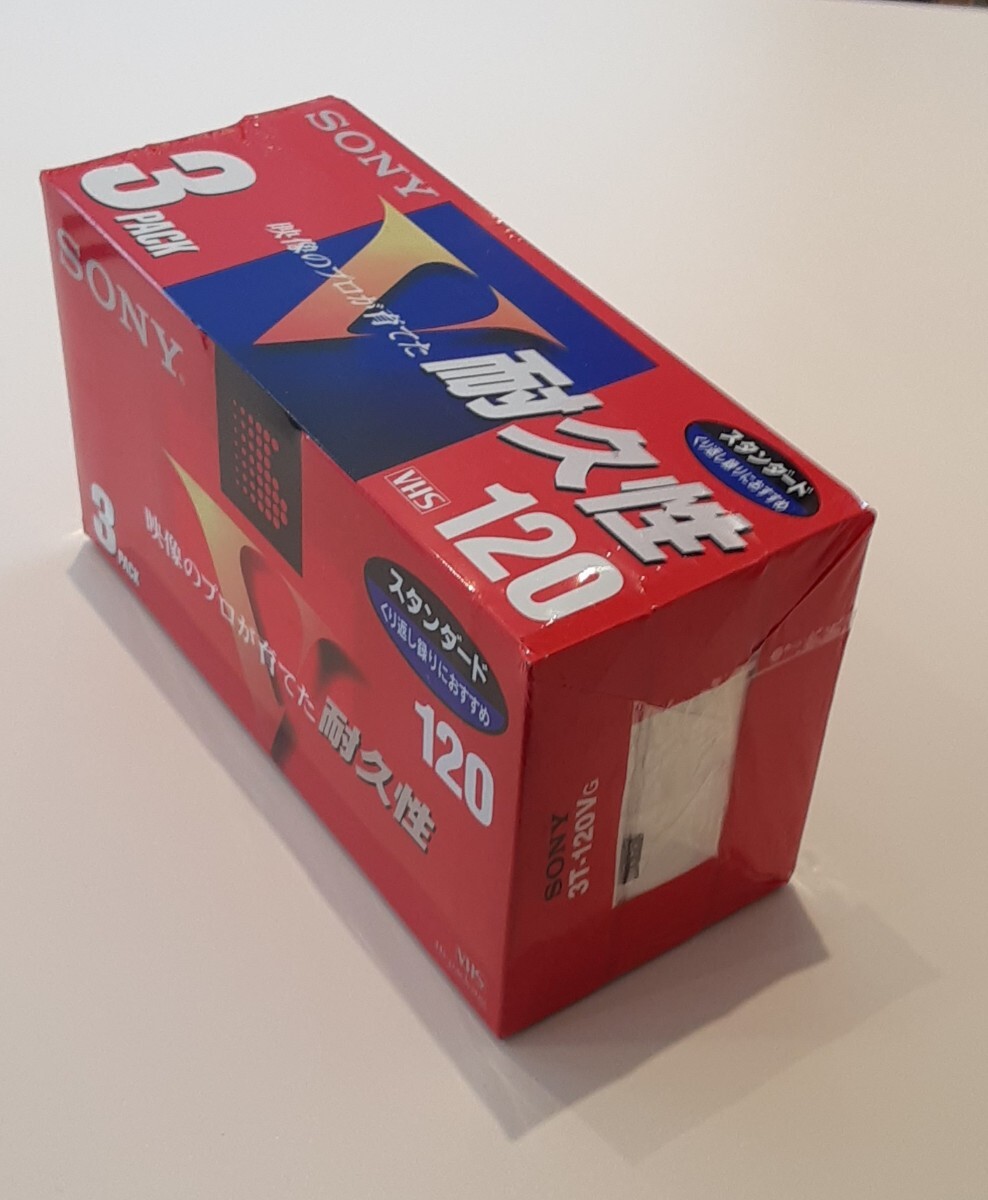 SONY
3
PACK
映像のプロが育てた
耐久性
スタンダード
くり返し録りにおすすめ
VHS
120
SONY
3
PACK
映像のプロが育てた
耐久性
スタンダード
くり返し録りにおすすめ
120
VHS
SONY
3T-120VG